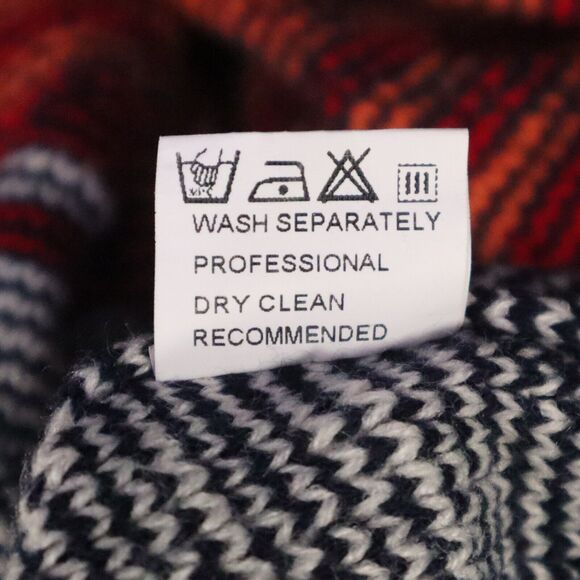 WASH SEPARATELY
PROFESSIONAL
DRY CLEAN
RECOMMENDED